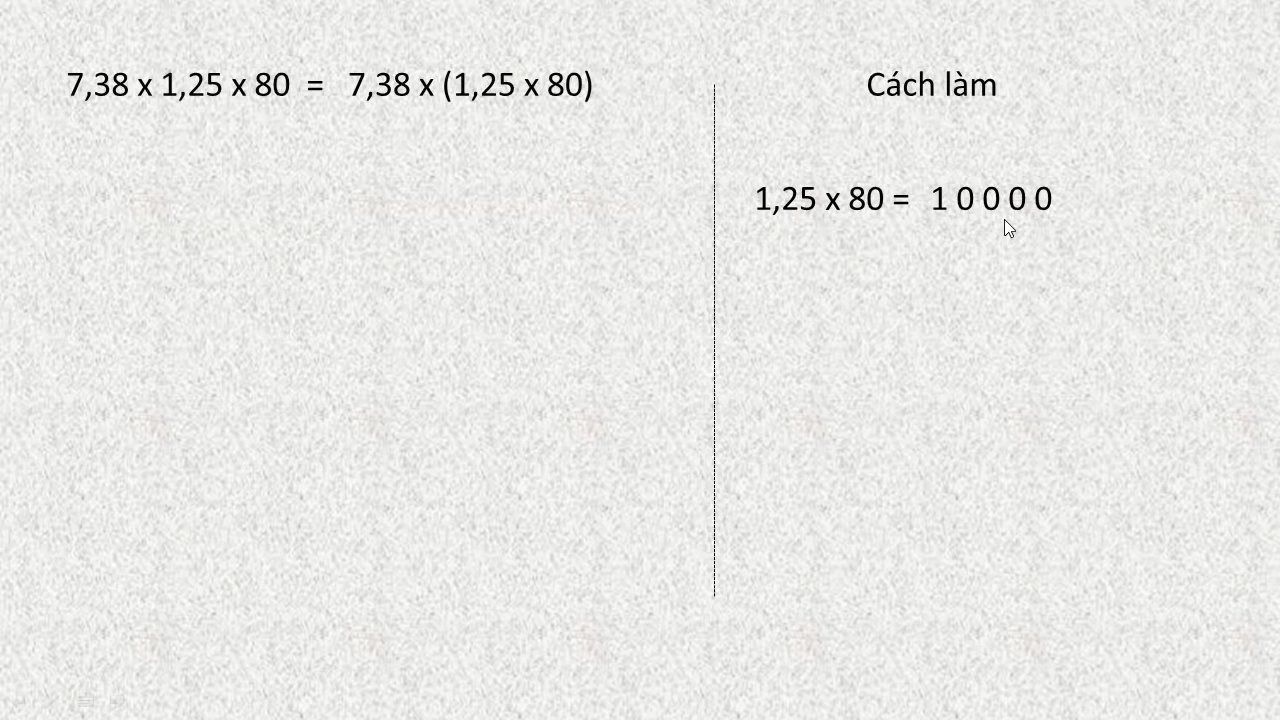 7,38 x 1,25 x 80 = 7,38 x (1,25 x 80)
Cách làm
1,25 x 80 = 1 0 0 0 0